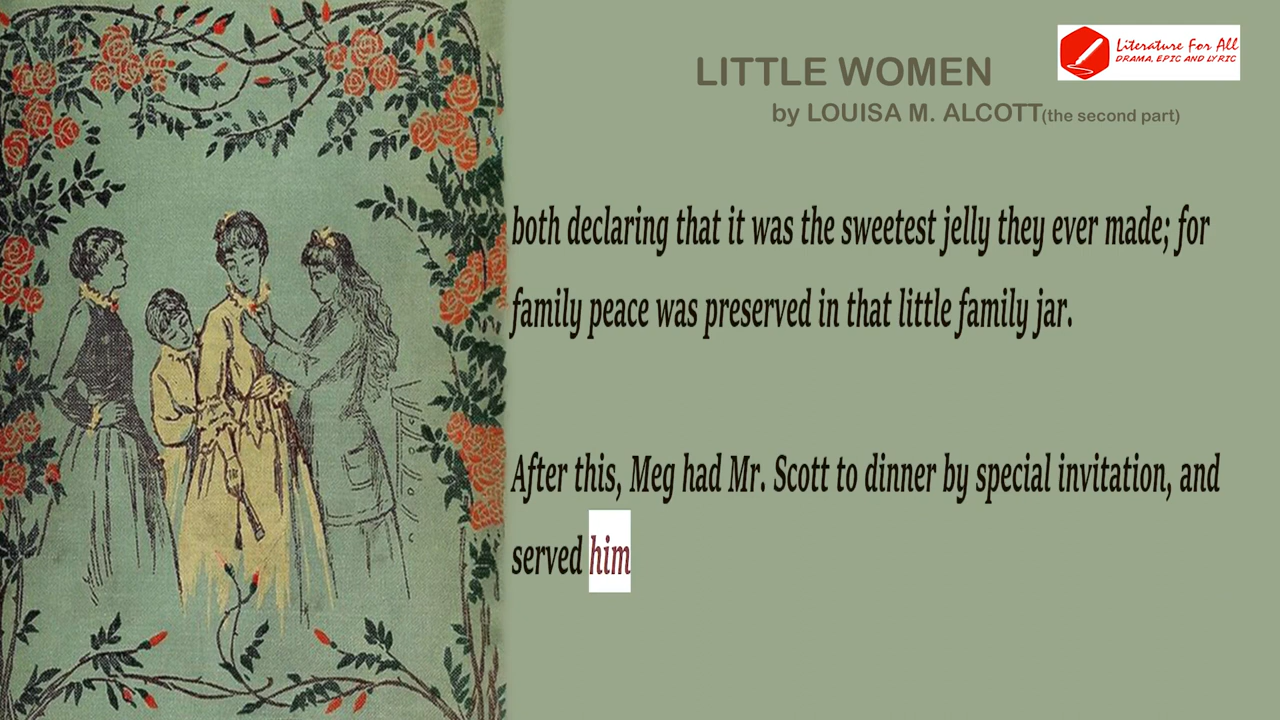 LITTLE WOMEN
Literature For All
DRAMA, EPIC AND LYRIC
by LOUISA M. ALCOTT(the second part)
both declaring that it was the sweetest jelly they ever made; for
family peace was preserved in that little family jar.
After this, Meg had Mr. Scott to dinner by special invitation, and
served him